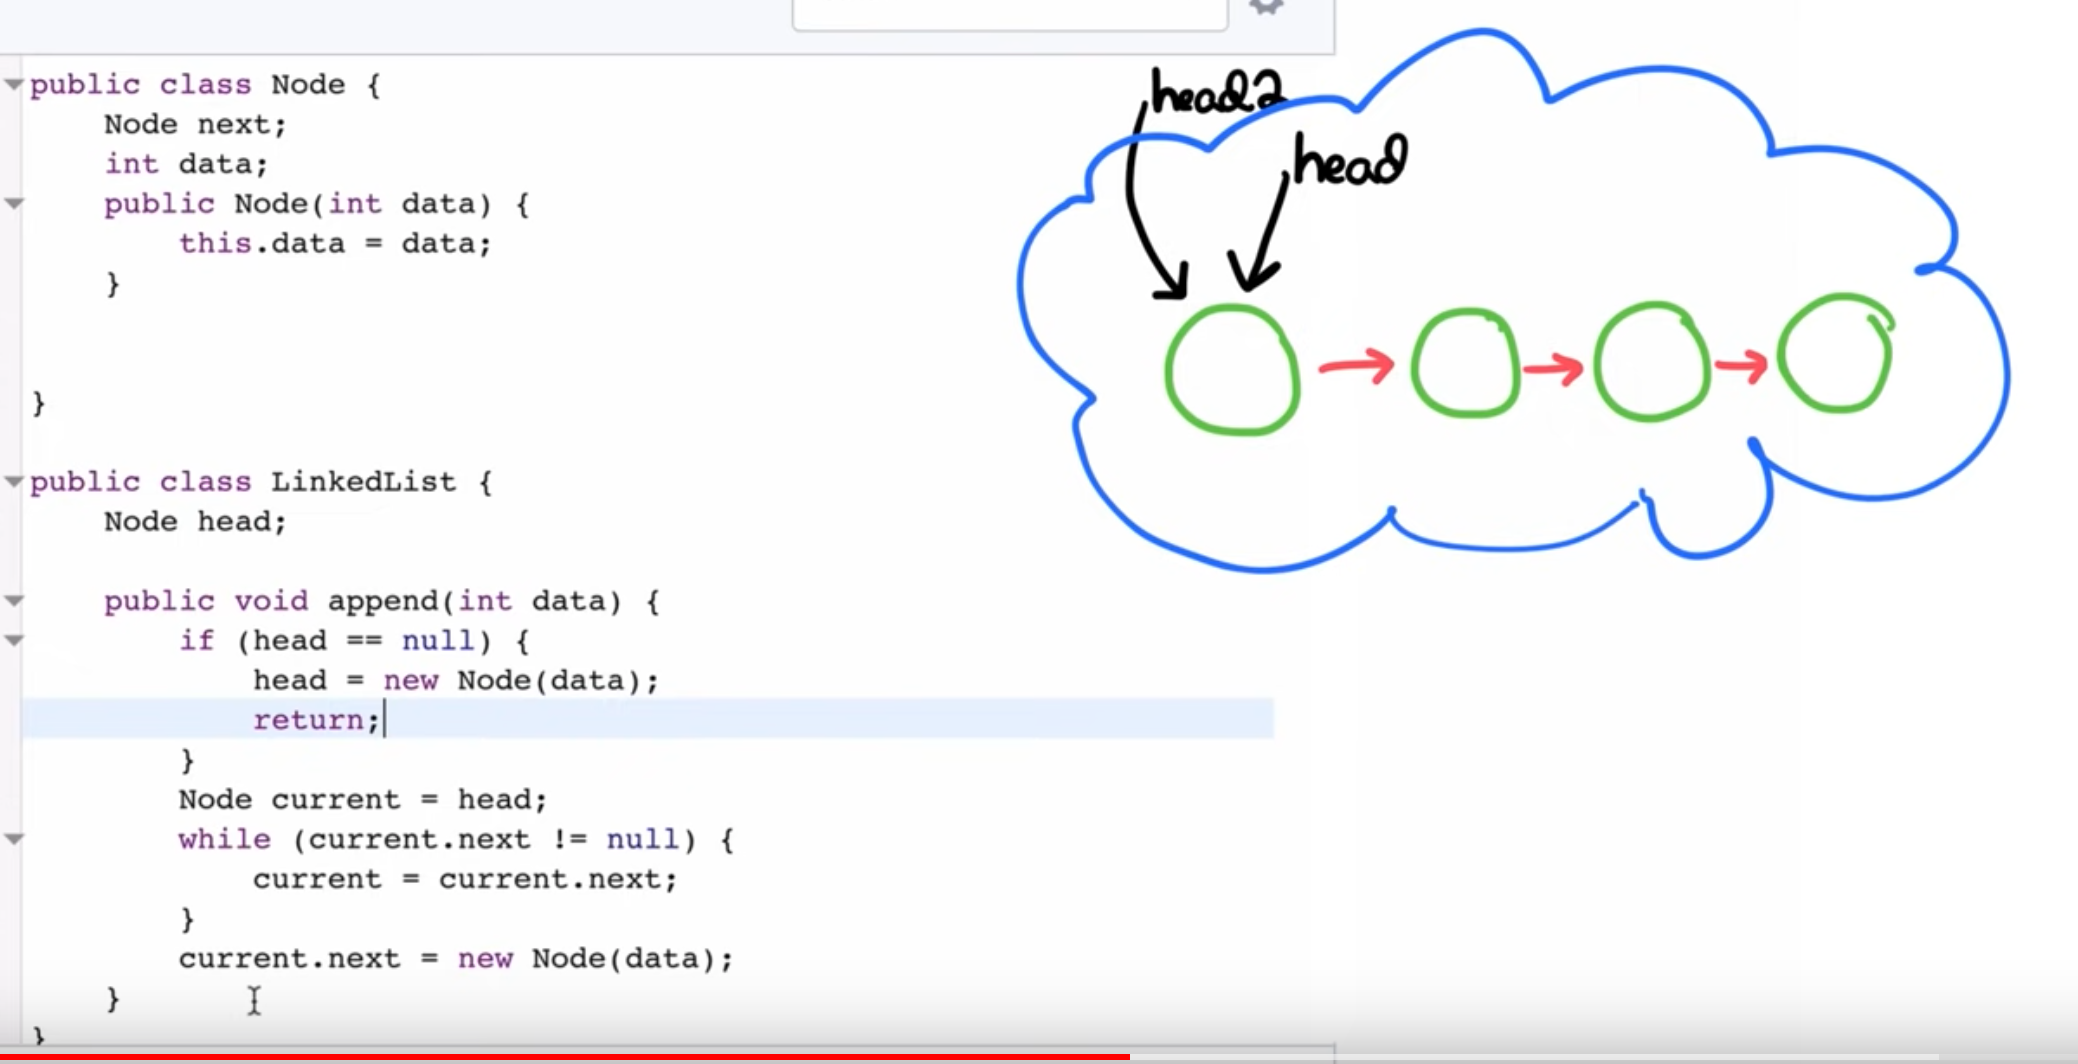 public class Node {
Node next;
int data;
public Node(int data) {
this.data = data;
}
}
public class LinkedList {
Node head;
public void append(int data) {
if (head == null) {
head = new Node(data);
return;
}
Node current = head;
while (current.next != null) {
current = current.next;
}
current.next = new Node(data);
}
}
head2
head